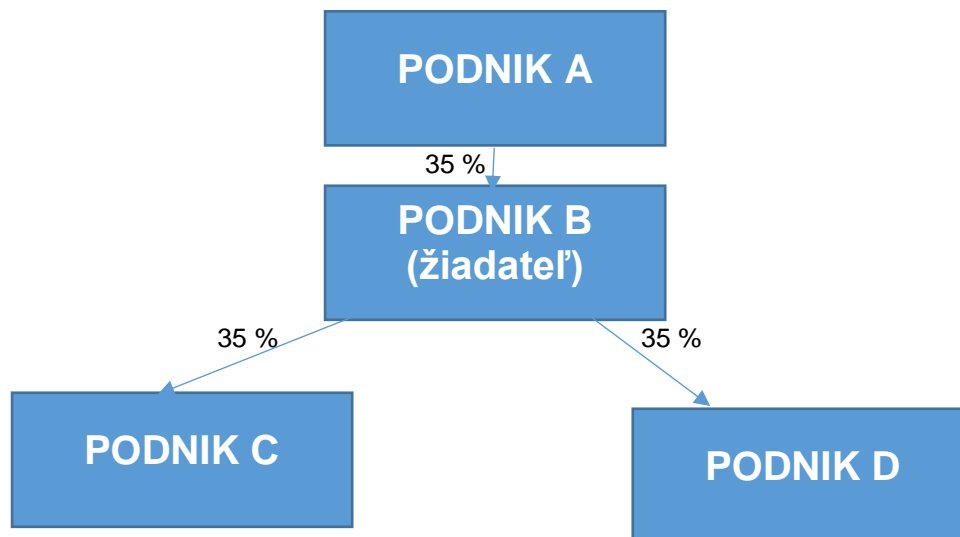 PODNIK A
35 %
PODNIK B
(žiadateľ)
35 %
35 %
PODNIK C
PODNIK D